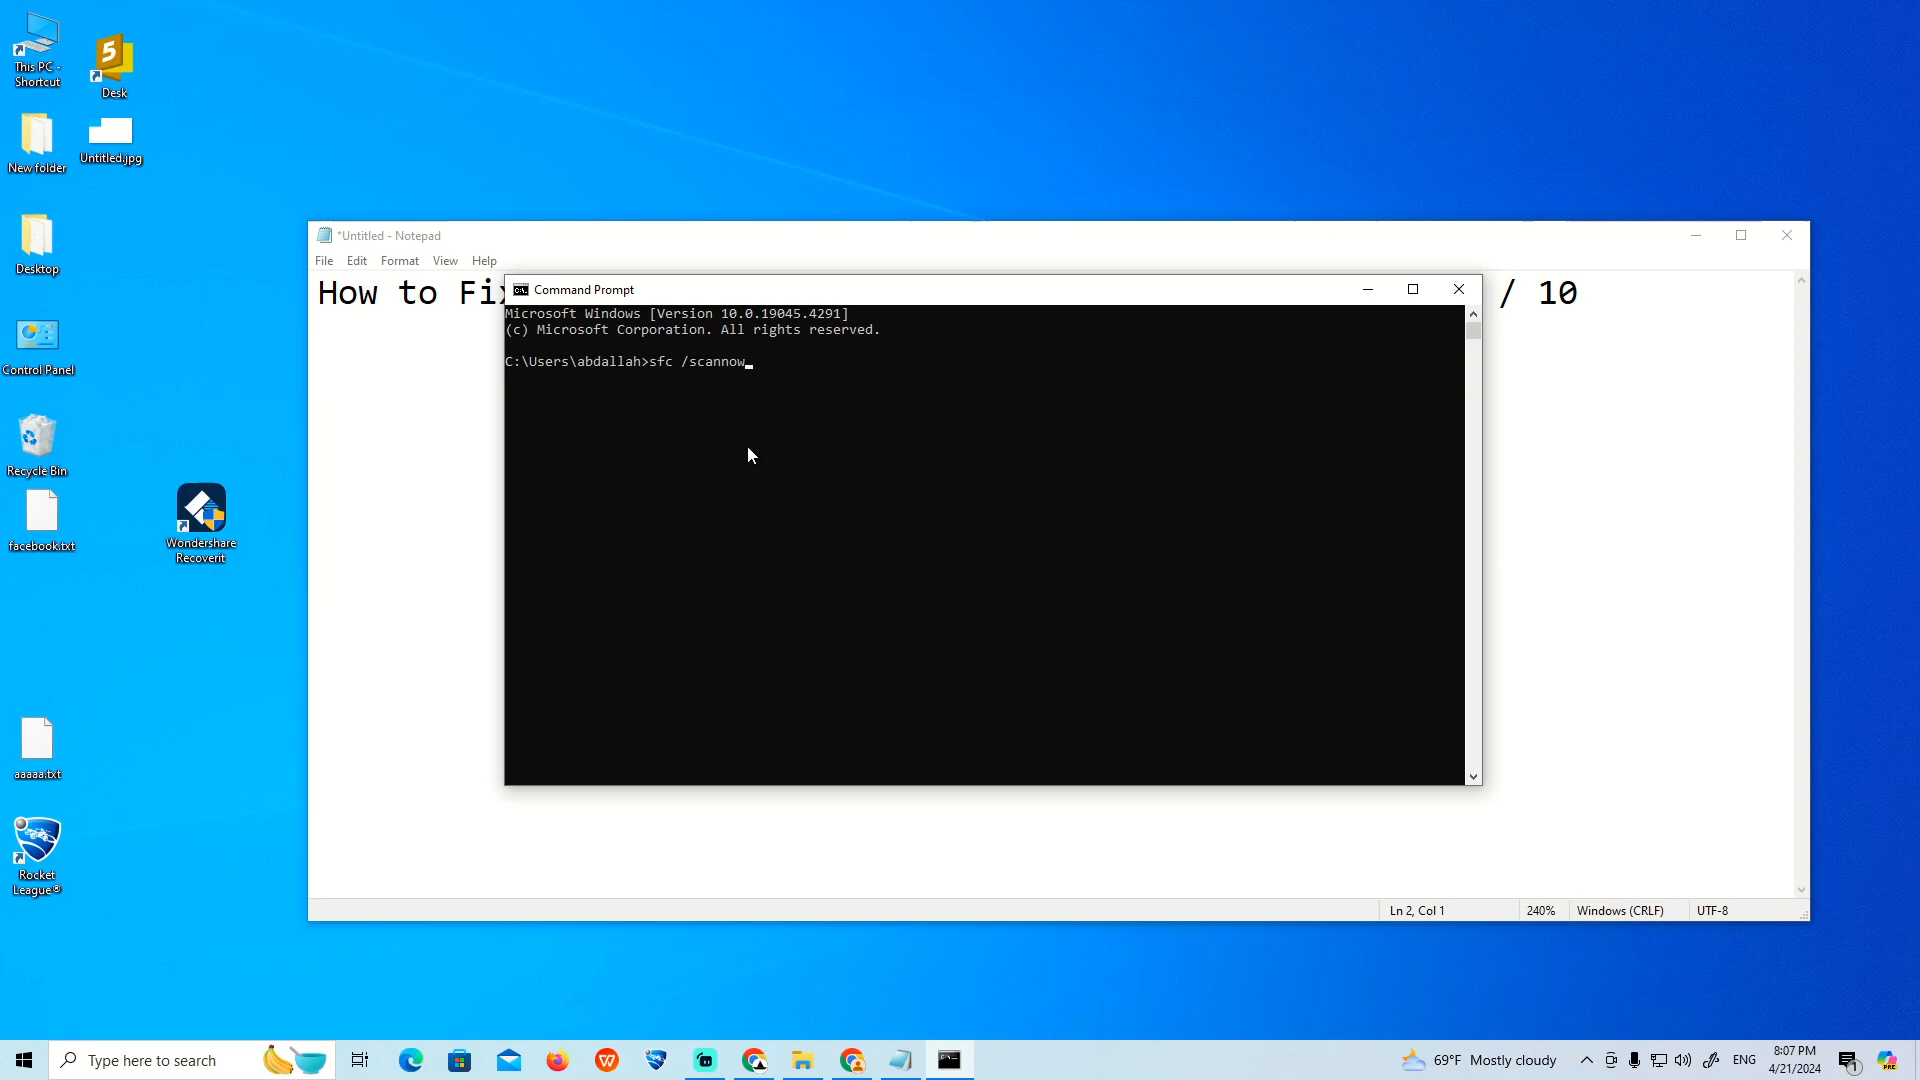 This PC -
Shortcut
Desk
New folder
Untitled.jpg
Desktop
Control Panel
Recycle Bin
facebook.txt
Wondershare
Recoverit
aaaaa.txt
Rocket
League®
*Untitled - Notepad
File Edit Format View Help
How to Fix / 10
Command Prompt
Microsoft Windows [Version 10.0.19045.4291]
(c) Microsoft Corporation. All rights reserved.
C:\Users\abdallah>sfc /scannow
Ln 2, Col 1 240% Windows (CRLF) UTF-8
Type here to search
69°F Mostly cloudy
ENG
8:07 PM
4/21/2024
1
PRE